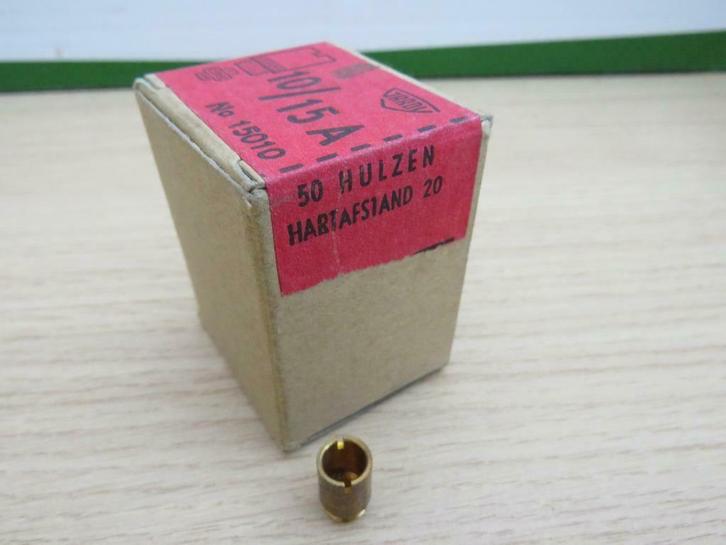 10/15 A
No 15010
50 HULZEN
HARTAFSTAND 20